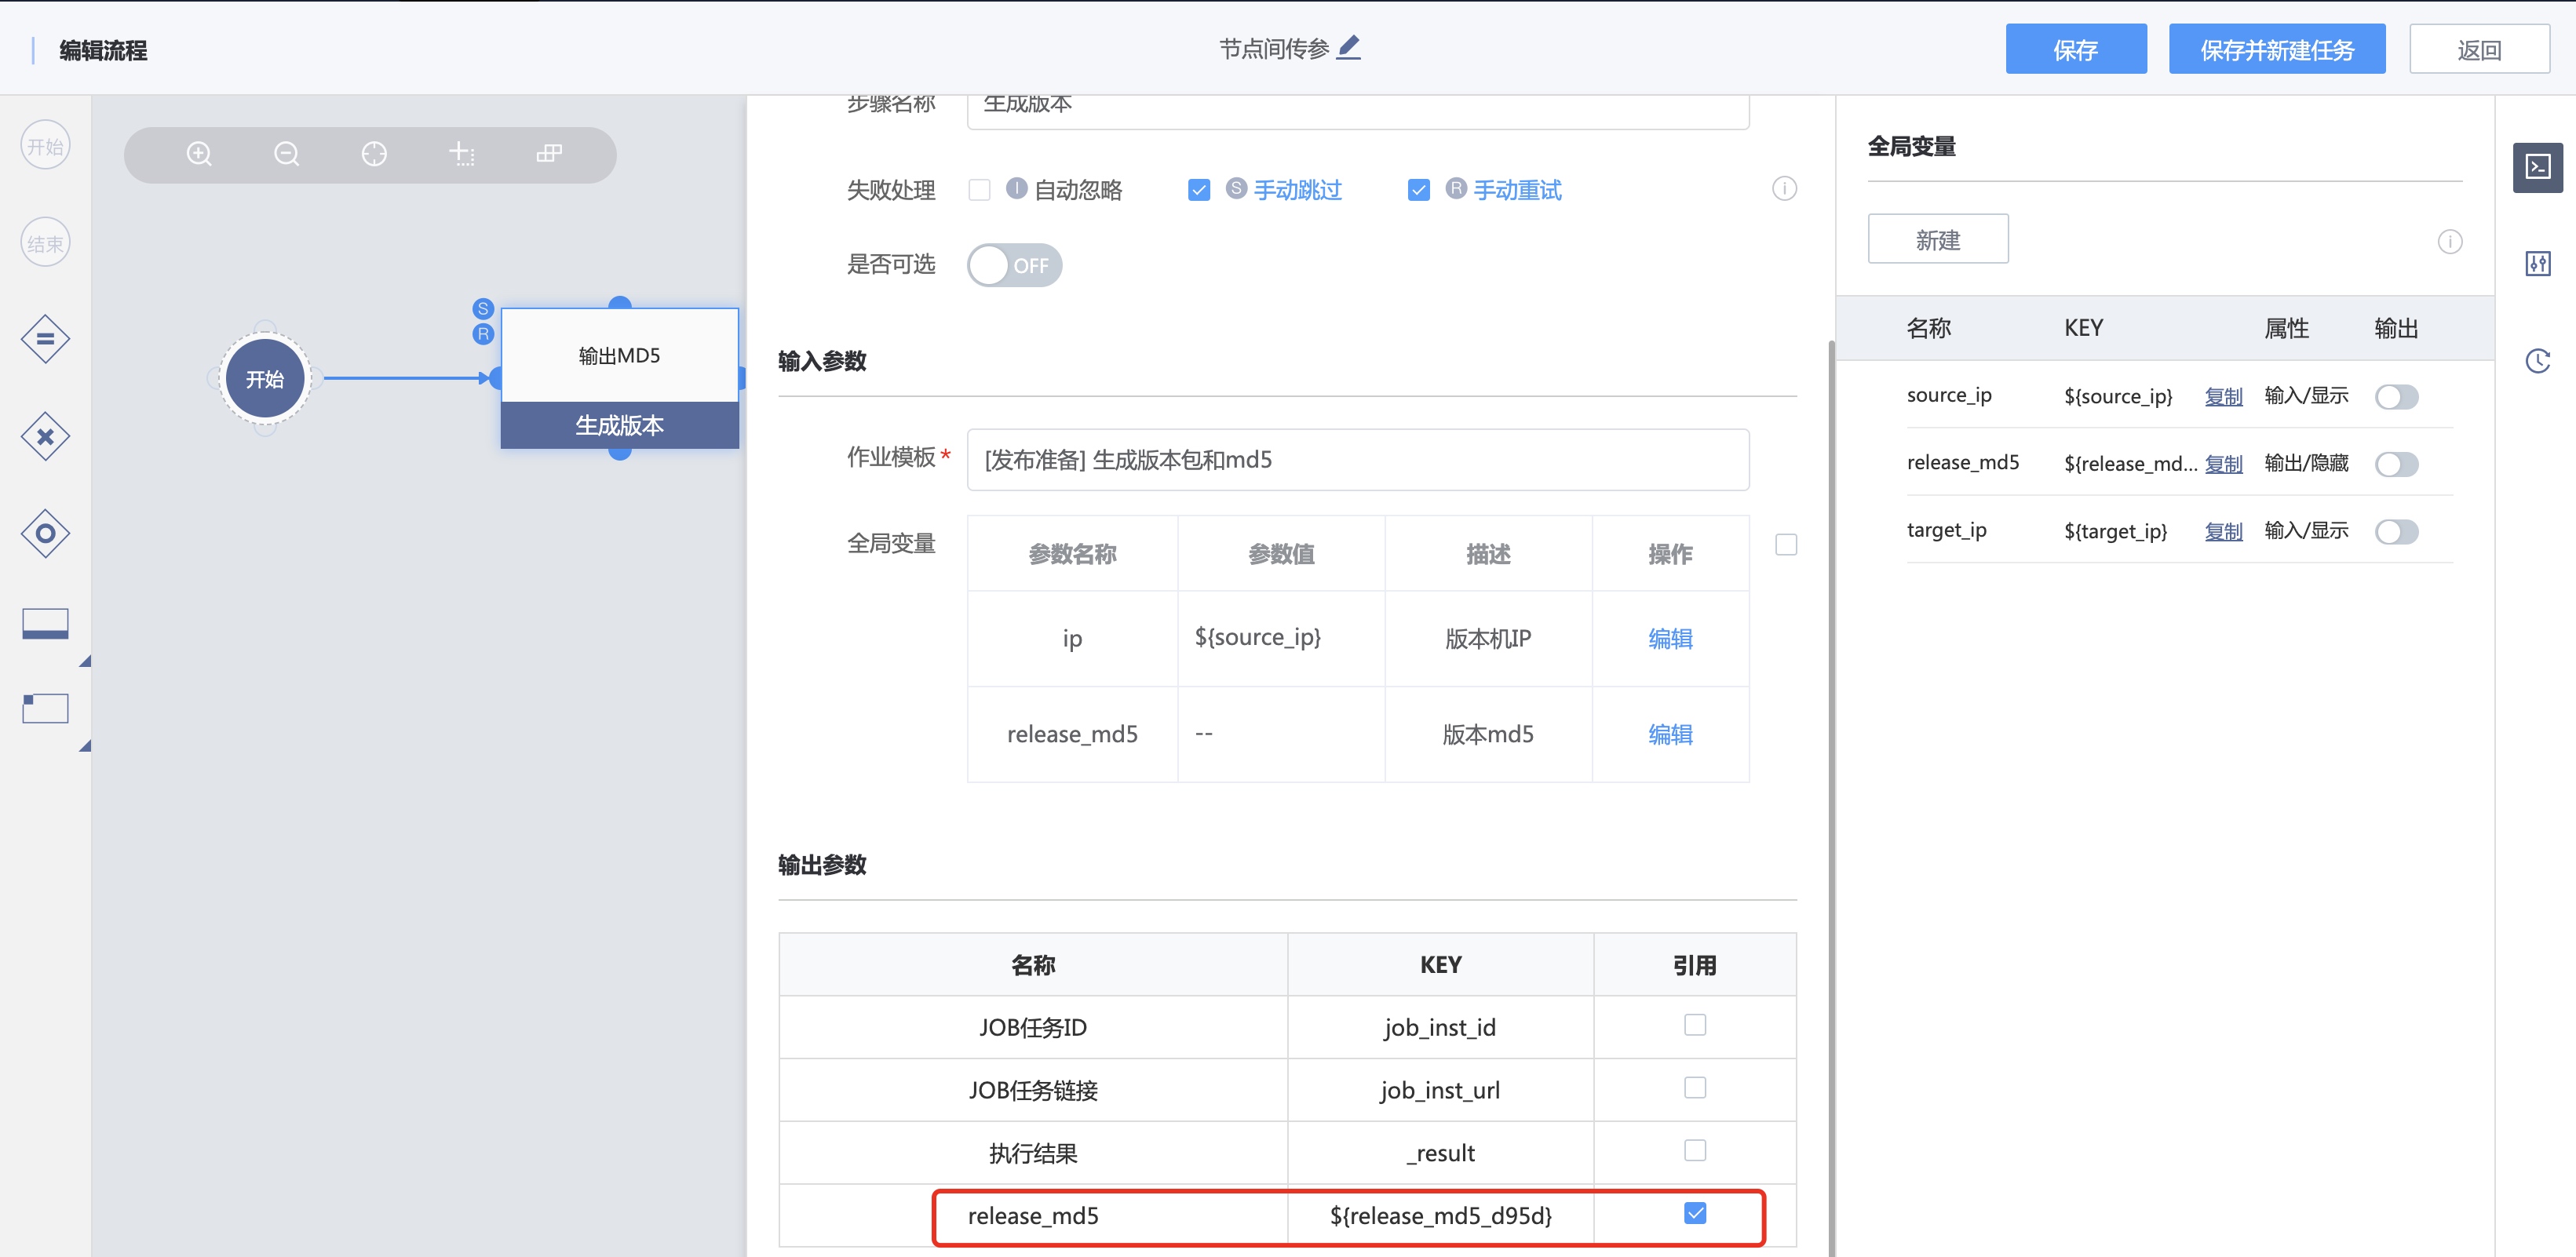 编辑流程
节点间传参
保存
保存并新建任务
返回
开始
结束
S
R
开始
输出MD5
生成版本
步骤名称
生成版本
失败处理
I 自动忽略
S 手动跳过
R 手动重试
是否可选
OFF
输入参数
作业模板*
[发布准备] 生成版本包和md5
全局变量
参数名称 参数值 描述 操作
ip ${source_ip} 版本机IP 编辑
release_md5 -- 版本md5 编辑
输出参数
名称 KEY 引用
JOB任务ID job_inst_id
JOB任务链接 job_inst_url
执行结果 _result
release_md5 ${release_md5_d95d}
全局变量
新建
名称 KEY 属性 输出
source_ip ${source_ip} 复制 输入/显示
release_md5 ${release_md... 复制 输出/隐藏
target_ip ${target_ip} 复制 输入/显示